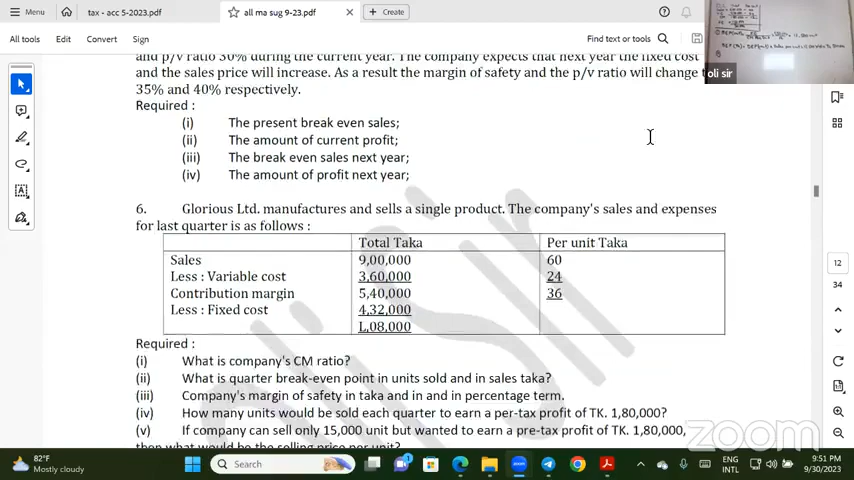 Menu
tax - acc 5-2023.pdf
all ma sug 9-23.pdf
+ Create
All tools Edit Convert
Find text or tools
oli sir
and p/v ratio 30% during the current year. The company expects that next year the fixed cost
and the sales price will increase. As a result the margin of safety and the p/v ratio will change
35% and 40% respectively.
Required :
(i) The present break even sales;
(ii) The amount of current profit;
(iii) The break even sales next year;
(iv) The amount of profit next year;
6. Glorious Ltd. manufactures and sells a single product. The company's sales and expenses
for last quarter is as follows :
Total Taka Per unit Taka
Sales 9,00,000 60
Less : Variable cost 3,60,000 24
Contribution margin 5,40,000 36
Less : Fixed cost 4,32,000
1,08,000
Required :
(i) What is company's CM ratio?
(ii) What is quarter break-even point in units sold and in sales taka?
(iii) Company's margin of safety in taka and in and in percentage term.
(iv) How many units would be sold each quarter to earn a per-tax profit of TK. 1,80,000?
(v) If company can sell only 15,000 unit but wanted to earn a pre-tax profit of TK. 1,80,000,
then what would be the selling price per unit?
12
34
zoom
82°F
Mostly cloudy
Search
ENG
INTL
9:51 PM
9/30/2023